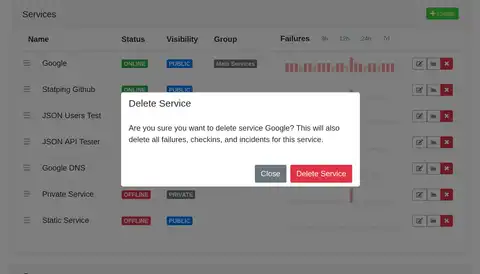 Services
+ Create
Name Status Visibility Group Failures 12h 24h 7d
Google ONLINE PUBLIC Main Services
Statping Github ONLINE PUBLIC
JSON Users Test
JSON API Tester
Google DNS
Private Service OFFLINE PRIVATE
Static Service OFFLINE PUBLIC
Delete Service
Are you sure you want to delete service Google? This will also
delete all failures, checkins, and incidents for this service.
Close Delete Service